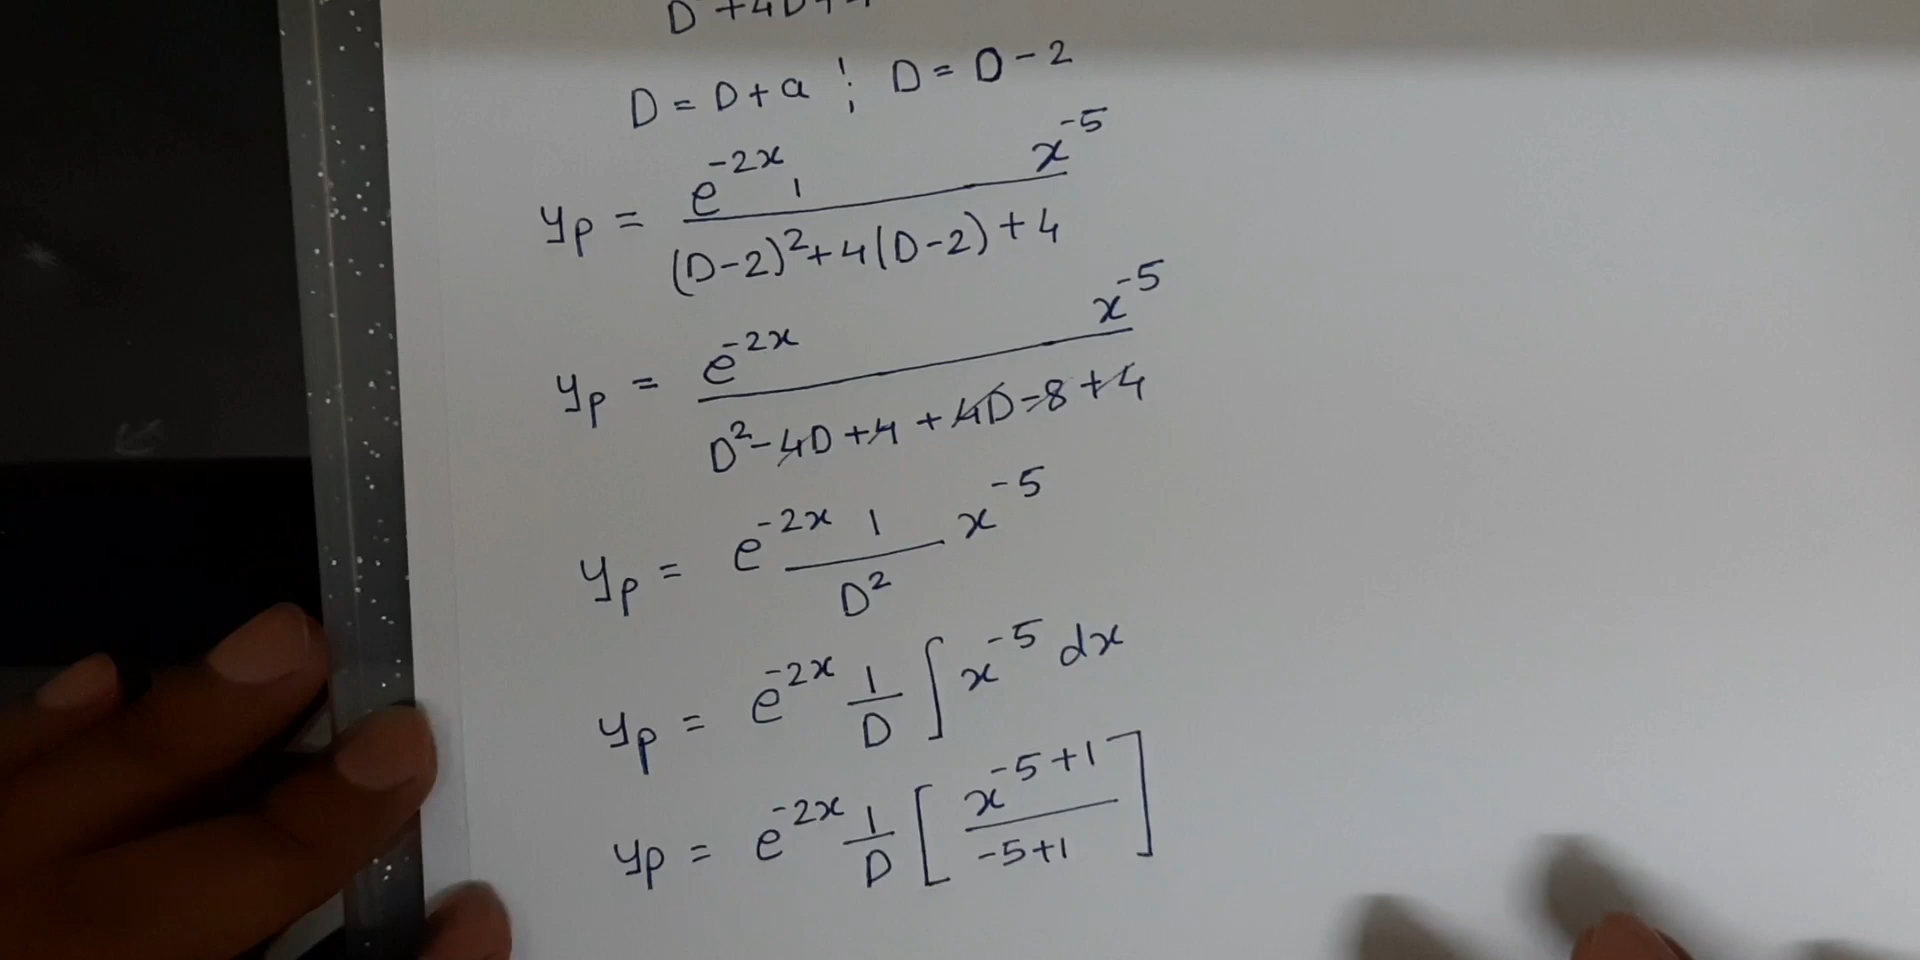 D + 4D +
D = D + a ; D = D - 2
yp = e^{-2x} 1 x^{-5} / (D-2)^2 + 4(D-2) + 4
yp = e^{-2x} x^{-5} / D^2 - 4D + 4 + 4D - 8 + 4
yp = e^{-2x} 1/D^2 x^{-5}
yp = e^{-2x} 1/D ∫ x^{-5} dx
yp = e^{-2x} 1/D [ x^{-5+1} / -5+1 ]